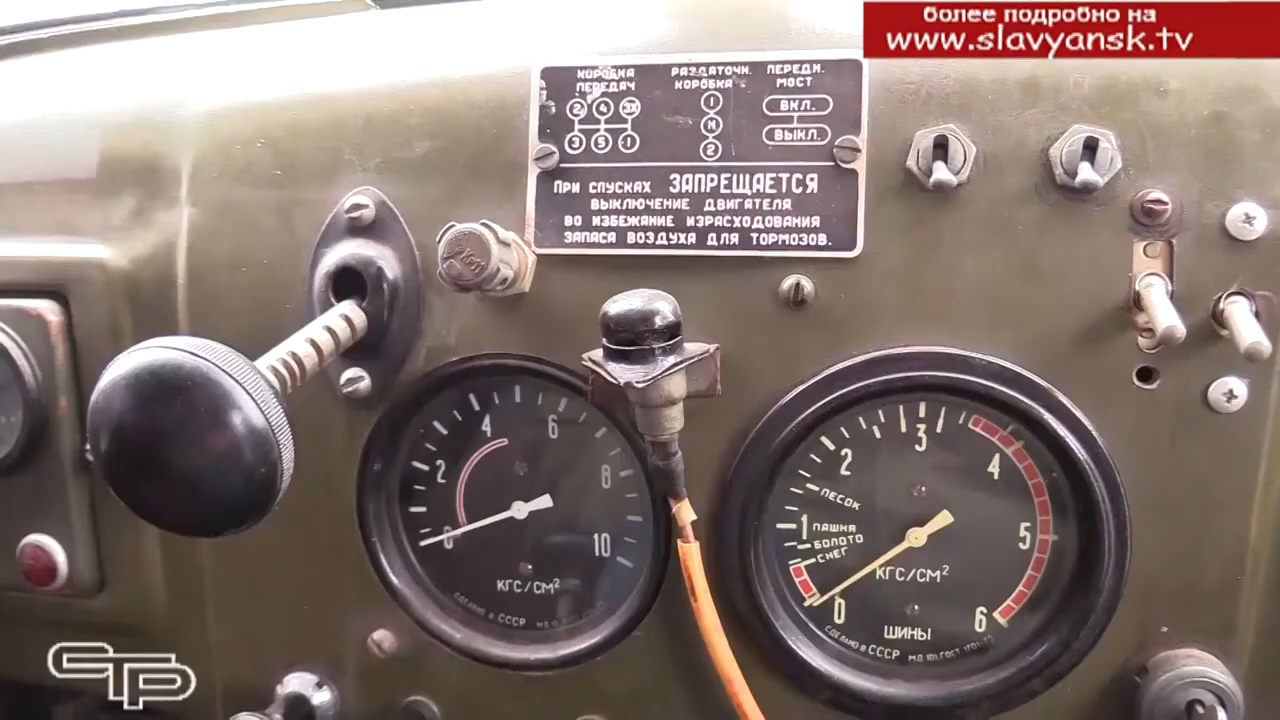 более подробно на
www.slavyansk.tv
КОРОБКА ПЕРЕДАЧ
РАЗДАТОЧН. КОРОБКА
ПЕРЕДН. МОСТ
2 4 ЗХ
3 5 1
1
Н
2
ВКЛ.
ВЫКЛ.
ПРИ СПУСКАХ ЗАПРЕЩАЕТСЯ
ВЫКЛЮЧЕНИЕ ДВИГАТЕЛЯ
ВО ИЗБЕЖАНИЕ ИЗРАСХОДОВАНИЯ
ЗАПАСА ВОЗДУХА ДЛЯ ТОРМОЗОВ.
0 2 4 6 8 10
КГС/СМ²
СДЕЛАНО В СССР
0 1 2 3 4 5 6
ПЕСОК
ПАШНЯ
БОЛОТО
СНЕГ
КГС/СМ²
ШИНЫ
СДЕЛАНО В СССР
СТР